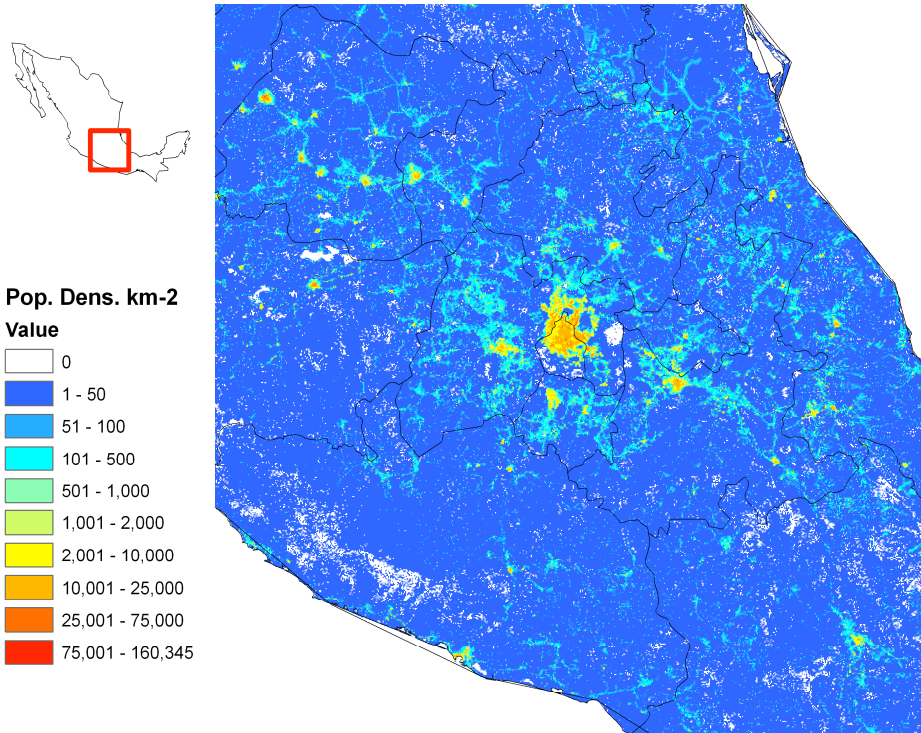 Pop. Dens. km-2
Value
0
1 - 50
51 - 100
101 - 500
501 - 1,000
1,001 - 2,000
2,001 - 10,000
10,001 - 25,000
25,001 - 75,000
75,001 - 160,345